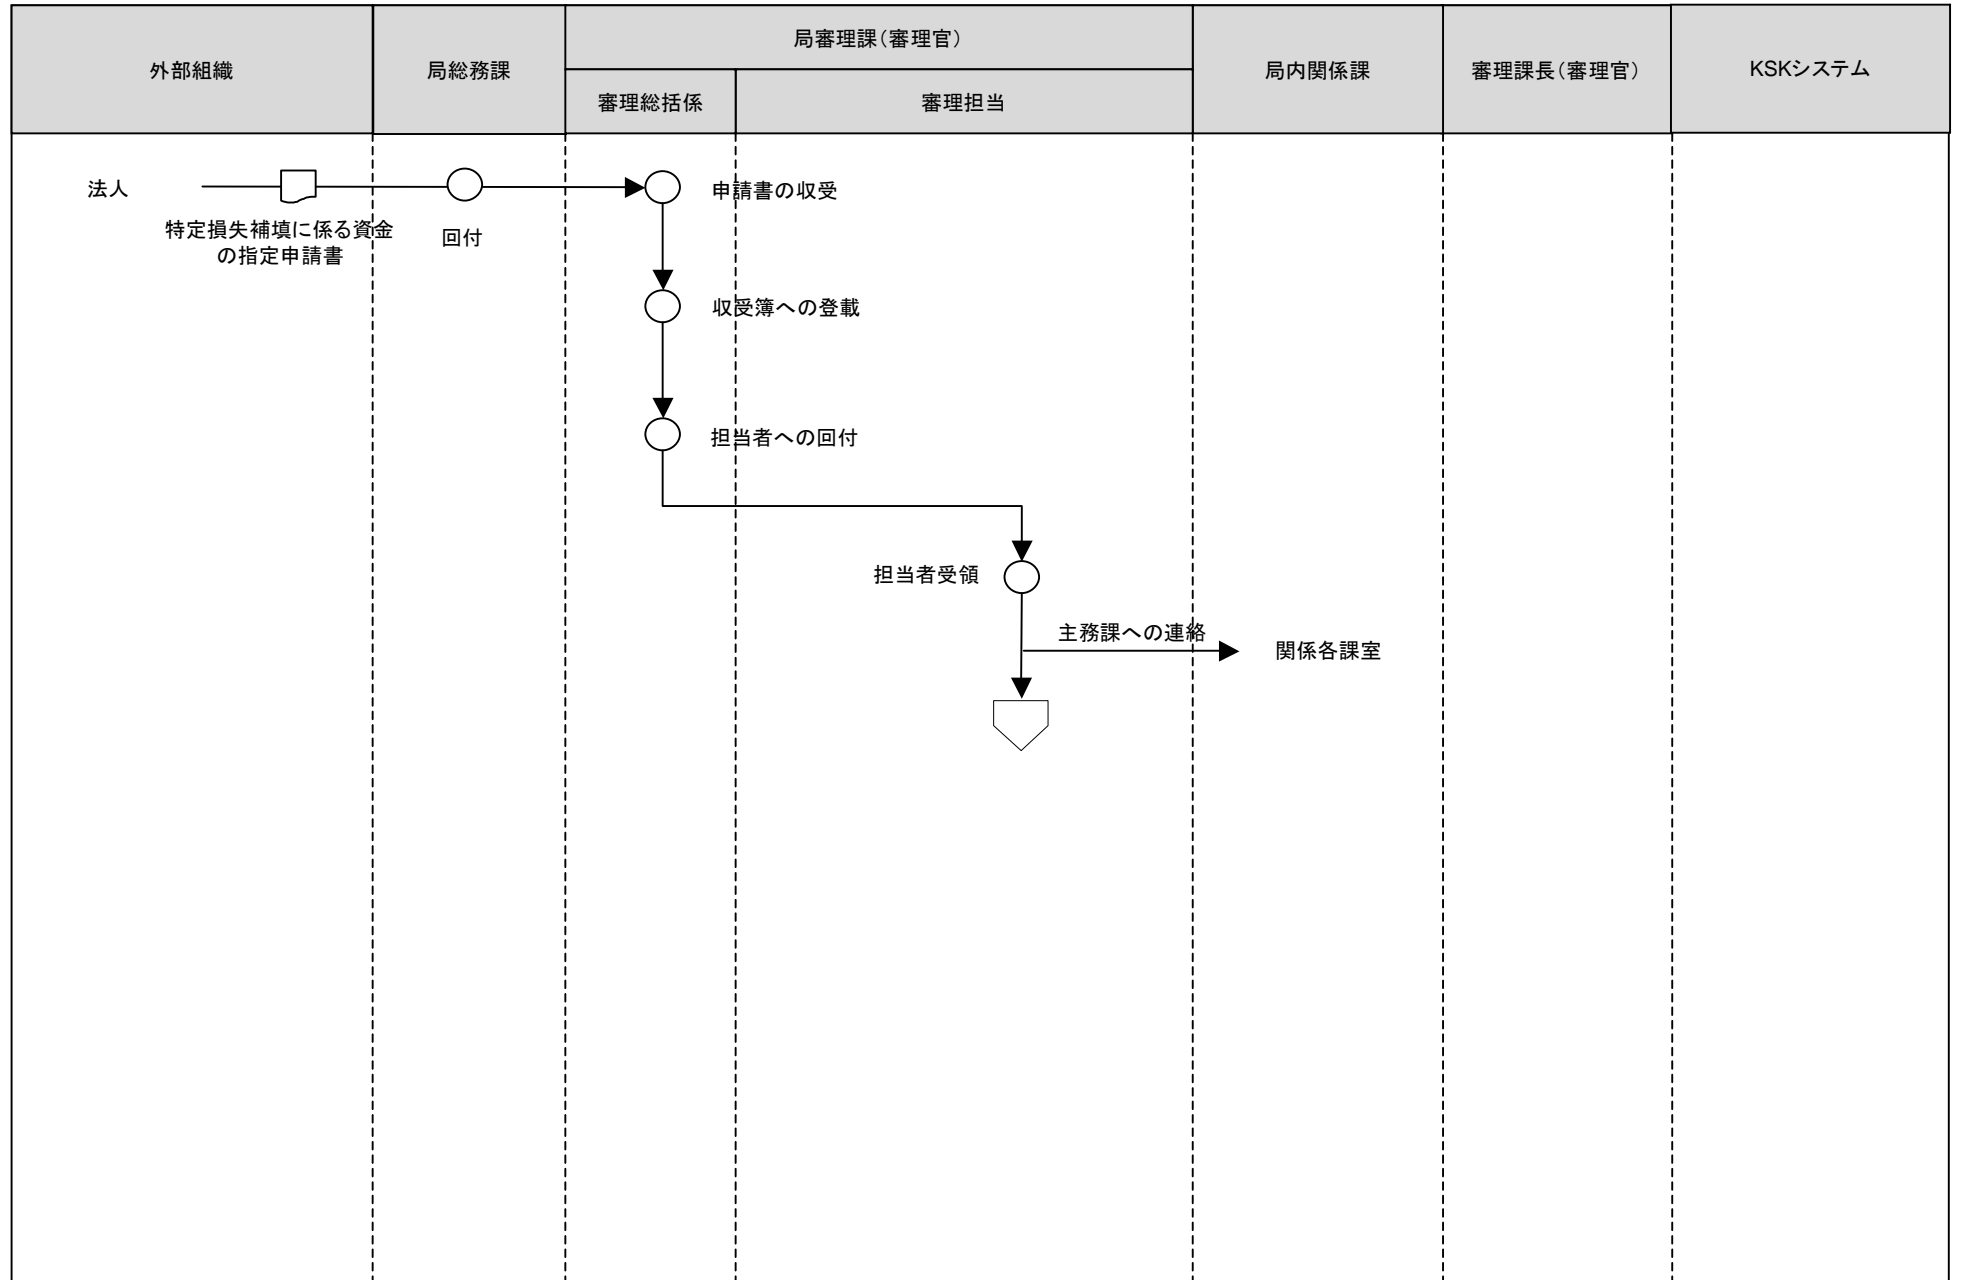 外部組織
局総務課
局審理課（審理官）
審理総括係
審理担当
局内関係課
審理課長（審理官）
KSKシステム
法人
特定損失補填に係る資金
の指定申請書
回付
申請書の収受
収受簿への登載
担当者への回付
担当者受領
主務課への連絡
関係各課室